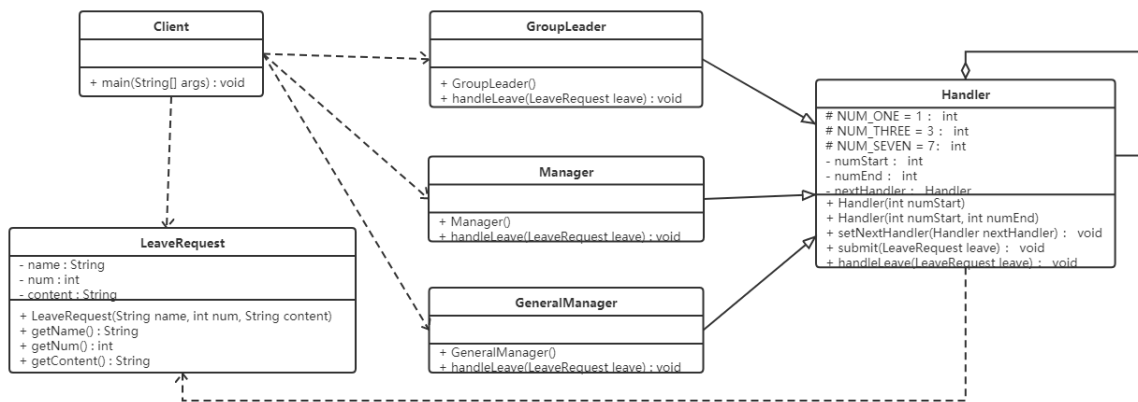 Client
+ main(String[] args) : void
GroupLeader
+ GroupLeader()
+ handleLeave(LeaveRequest leave) : void
Handler
# NUM_ONE = 1 : int
# NUM_THREE = 3 : int
# NUM_SEVEN = 7 : int
- numStart : int
- numEnd : int
- nextHandler : Handler
+ Handler(int numStart)
+ Handler(int numStart, int numEnd)
+ setNextHandler(Handler nextHandler) : void
+ submit(LeaveRequest leave) : void
+ handleLeave(LeaveRequest leave) : void
Manager
+ Manager()
+ handleLeave(LeaveRequest leave) : void
LeaveRequest
- name : String
- num : int
- content : String
+ LeaveRequest(String name, int num, String content)
+ getName() : String
+ getNum() : int
+ getContent() : String
GeneralManager
+ GeneralManager()
+ handleLeave(LeaveRequest leave) : void